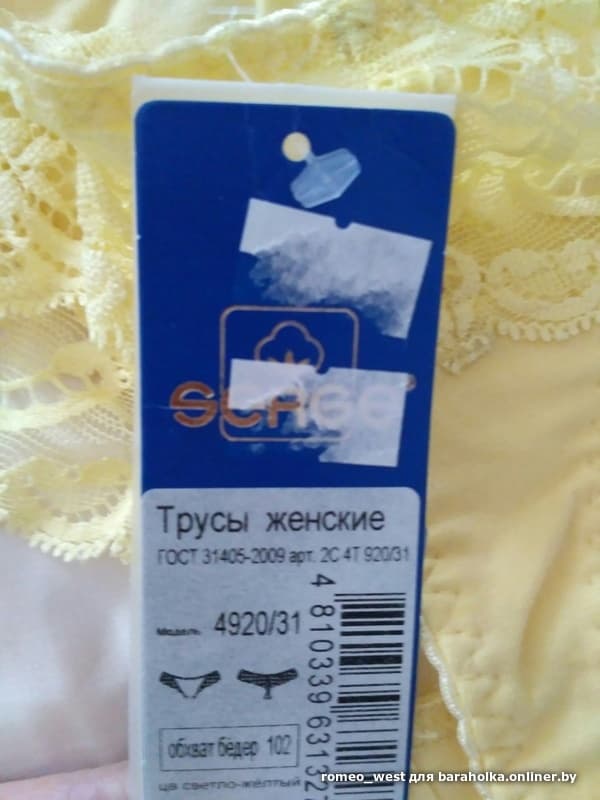 Трусы женские
ГОСТ 31405-2009 арт. 2С 4Т 920/31
Модель 4920/31
обхват бёдер 102
цв светло-жёлтый
4 810339 63132
romeo_west для baraholka.onliner.by